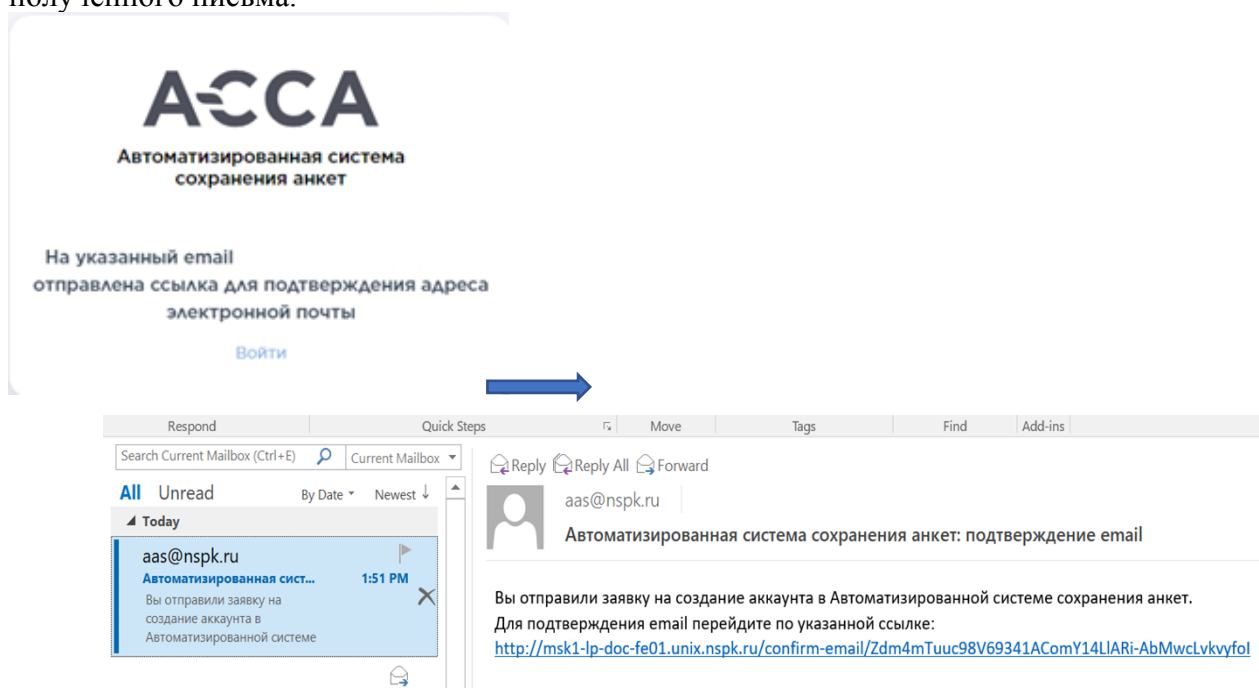 полученного письма.
АССА
Автоматизированная система
сохранения анкет
На указанный email
отправлена ссылка для подтверждения адреса
электронной почты
Войти
Respond Quick Steps Move Tags Find Add-ins
Search Current Mailbox (Ctrl+E) Current Mailbox
All Unread By Date Newest ↓
Today
aas@nspk.ru
Автоматизированная сист... 1:51 PM
Вы отправили заявку на
создание аккаунта в
Автоматизированной системе
Reply Reply All Forward
aas@nspk.ru
Автоматизированная система сохранения анкет: подтверждение email
Вы отправили заявку на создание аккаунта в Автоматизированной системе сохранения анкет.
Для подтверждения email перейдите по указанной ссылке:
http://msk1-lp-doc-fe01.unix.nspk.ru/confirm-email/Zdm4mTuuc98V69341AComY14LlARi-AbMwcLvkvyfoI